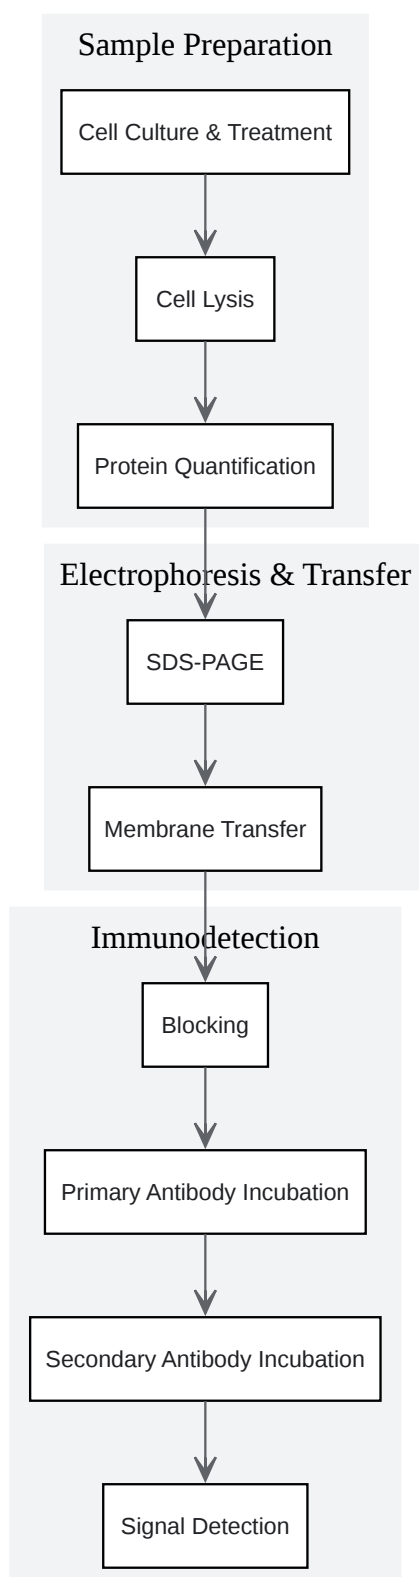 Sample Preparation
Cell Culture & Treatment
Cell Lysis
Protein Quantification
Electrophoresis & Transfer
SDS-PAGE
Membrane Transfer
Immunodetection
Blocking
Primary Antibody Incubation
Secondary Antibody Incubation
Signal Detection